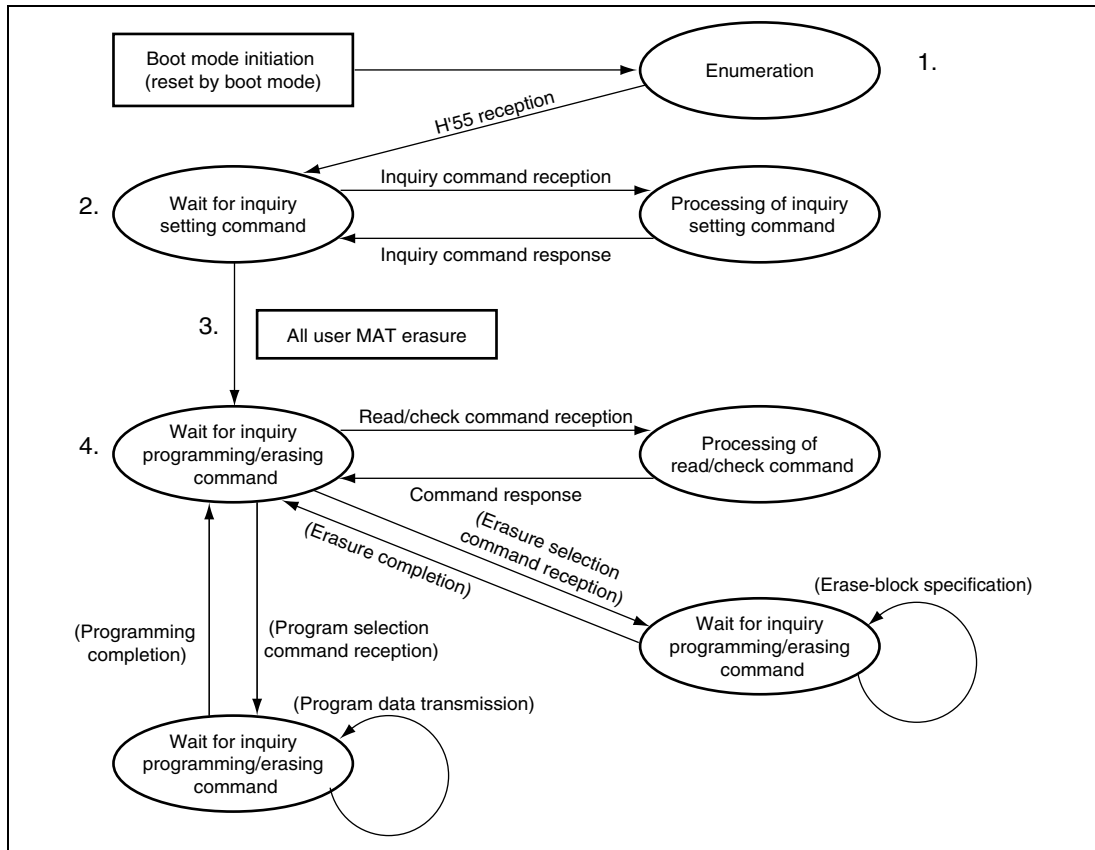 Boot mode initiation
(reset by boot mode)
Enumeration
1.
H'55 reception
2.
Wait for inquiry
setting command
Inquiry command reception
Processing of inquiry
setting command
Inquiry command response
3.
All user MAT erasure
4.
Wait for inquiry
programming/erasing
command
Read/check command reception
Processing of
read/check command
Command response
(Erasure selection
command reception)
(Erasure completion)
(Erase-block specification)
Wait for inquiry
programming/erasing
command
(Programming
completion)
(Program selection
command reception)
(Program data transmission)
Wait for inquiry
programming/erasing
command